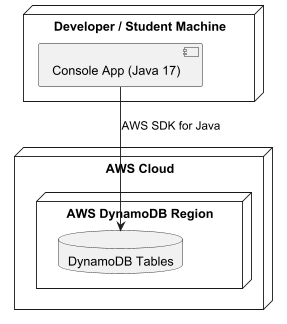 Developer / Student Machine
Console App (Java 17)
AWS SDK for Java
AWS Cloud
AWS DynamoDB Region
DynamoDB Tables